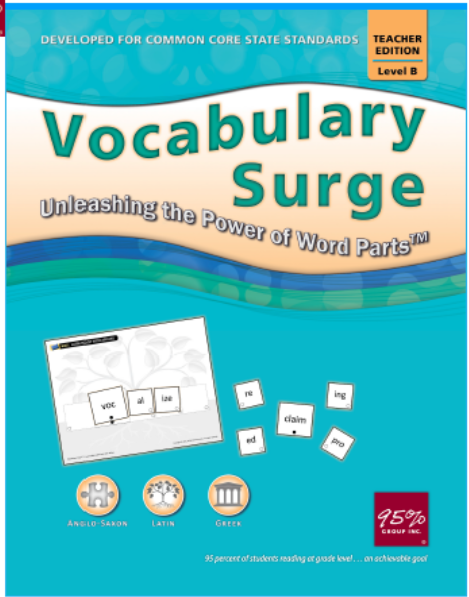 DEVELOPED FOR COMMON CORE STATE STANDARDS
TEACHER
EDITION
Level B
Vocabulary
Surge
Unleashing the Power of Word Parts™
voc
al
ize
re
ing
claim
ed
pro
ANGLO-SAXON
LATIN
GREEK
95%
GROUP INC.
®
95 percent of students reading at grade level . . . an achievable goal